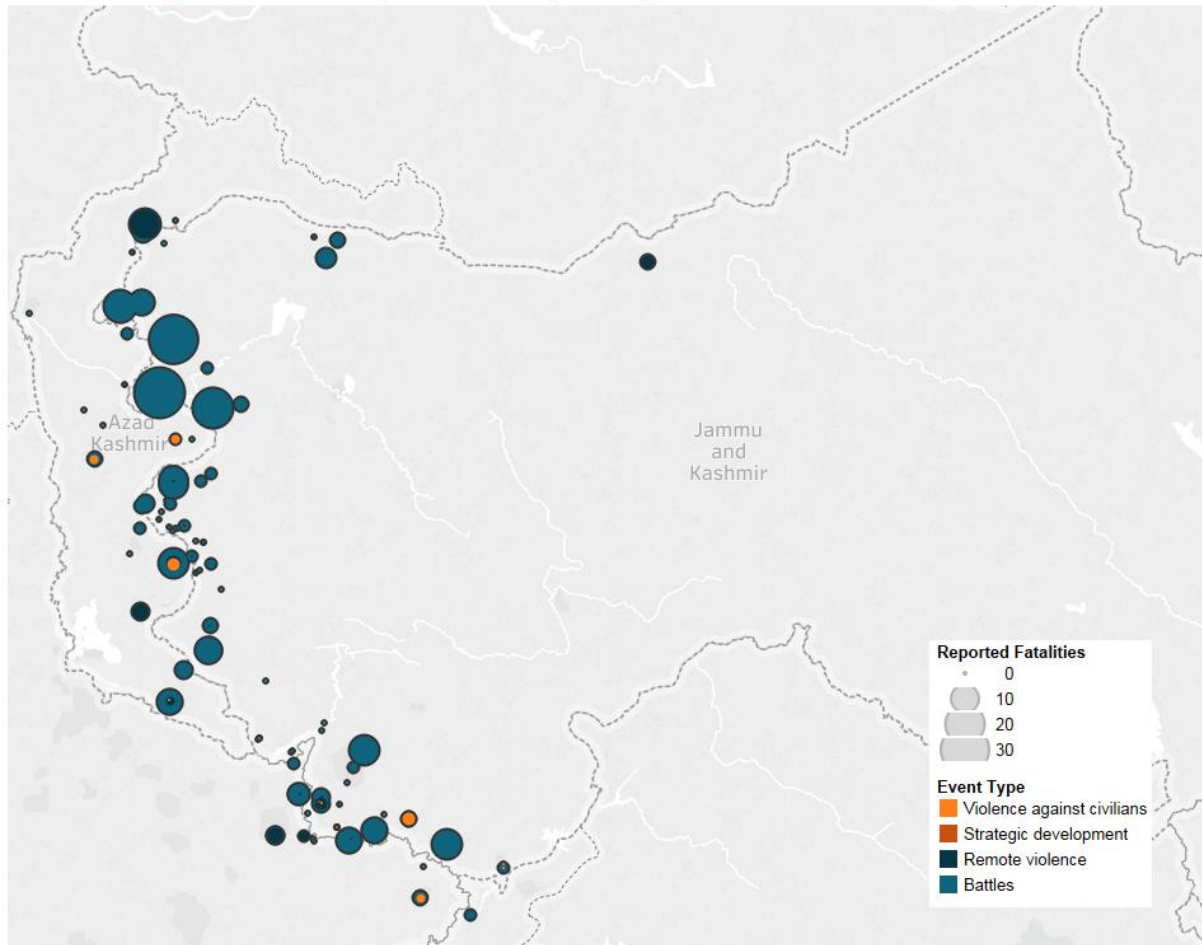 Azad
Kashmir
Jammu
and
Kashmir
Reported Fatalities
0
10
20
30
Event Type
Violence against civilians
Strategic development
Remote violence
Battles